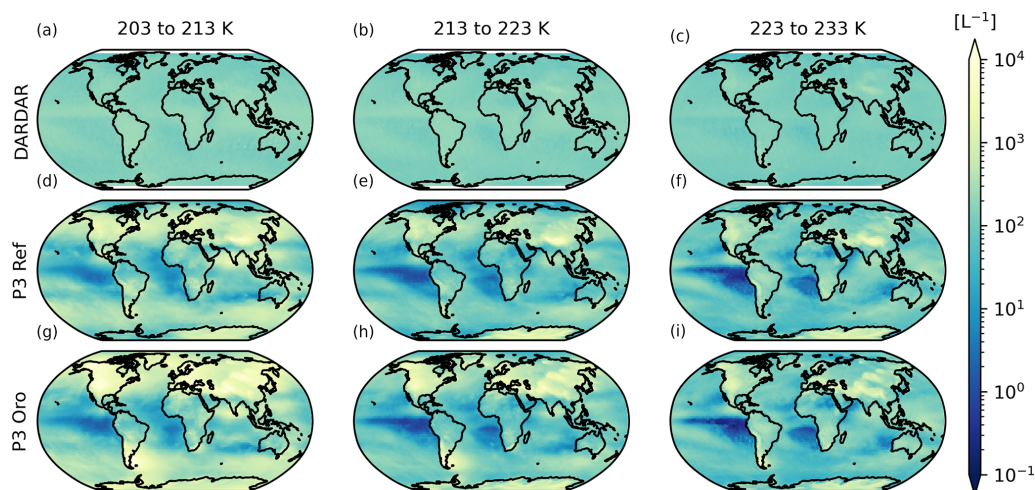 (a) 203 to 213 K (b) 213 to 223 K (c) 223 to 233 K [L⁻¹]
DARDAR
(d) (e) (f)
P3 Ref
(g) (h) (i)
P3 Oro
10⁴
10³
10²
10¹
10⁰
10⁻¹